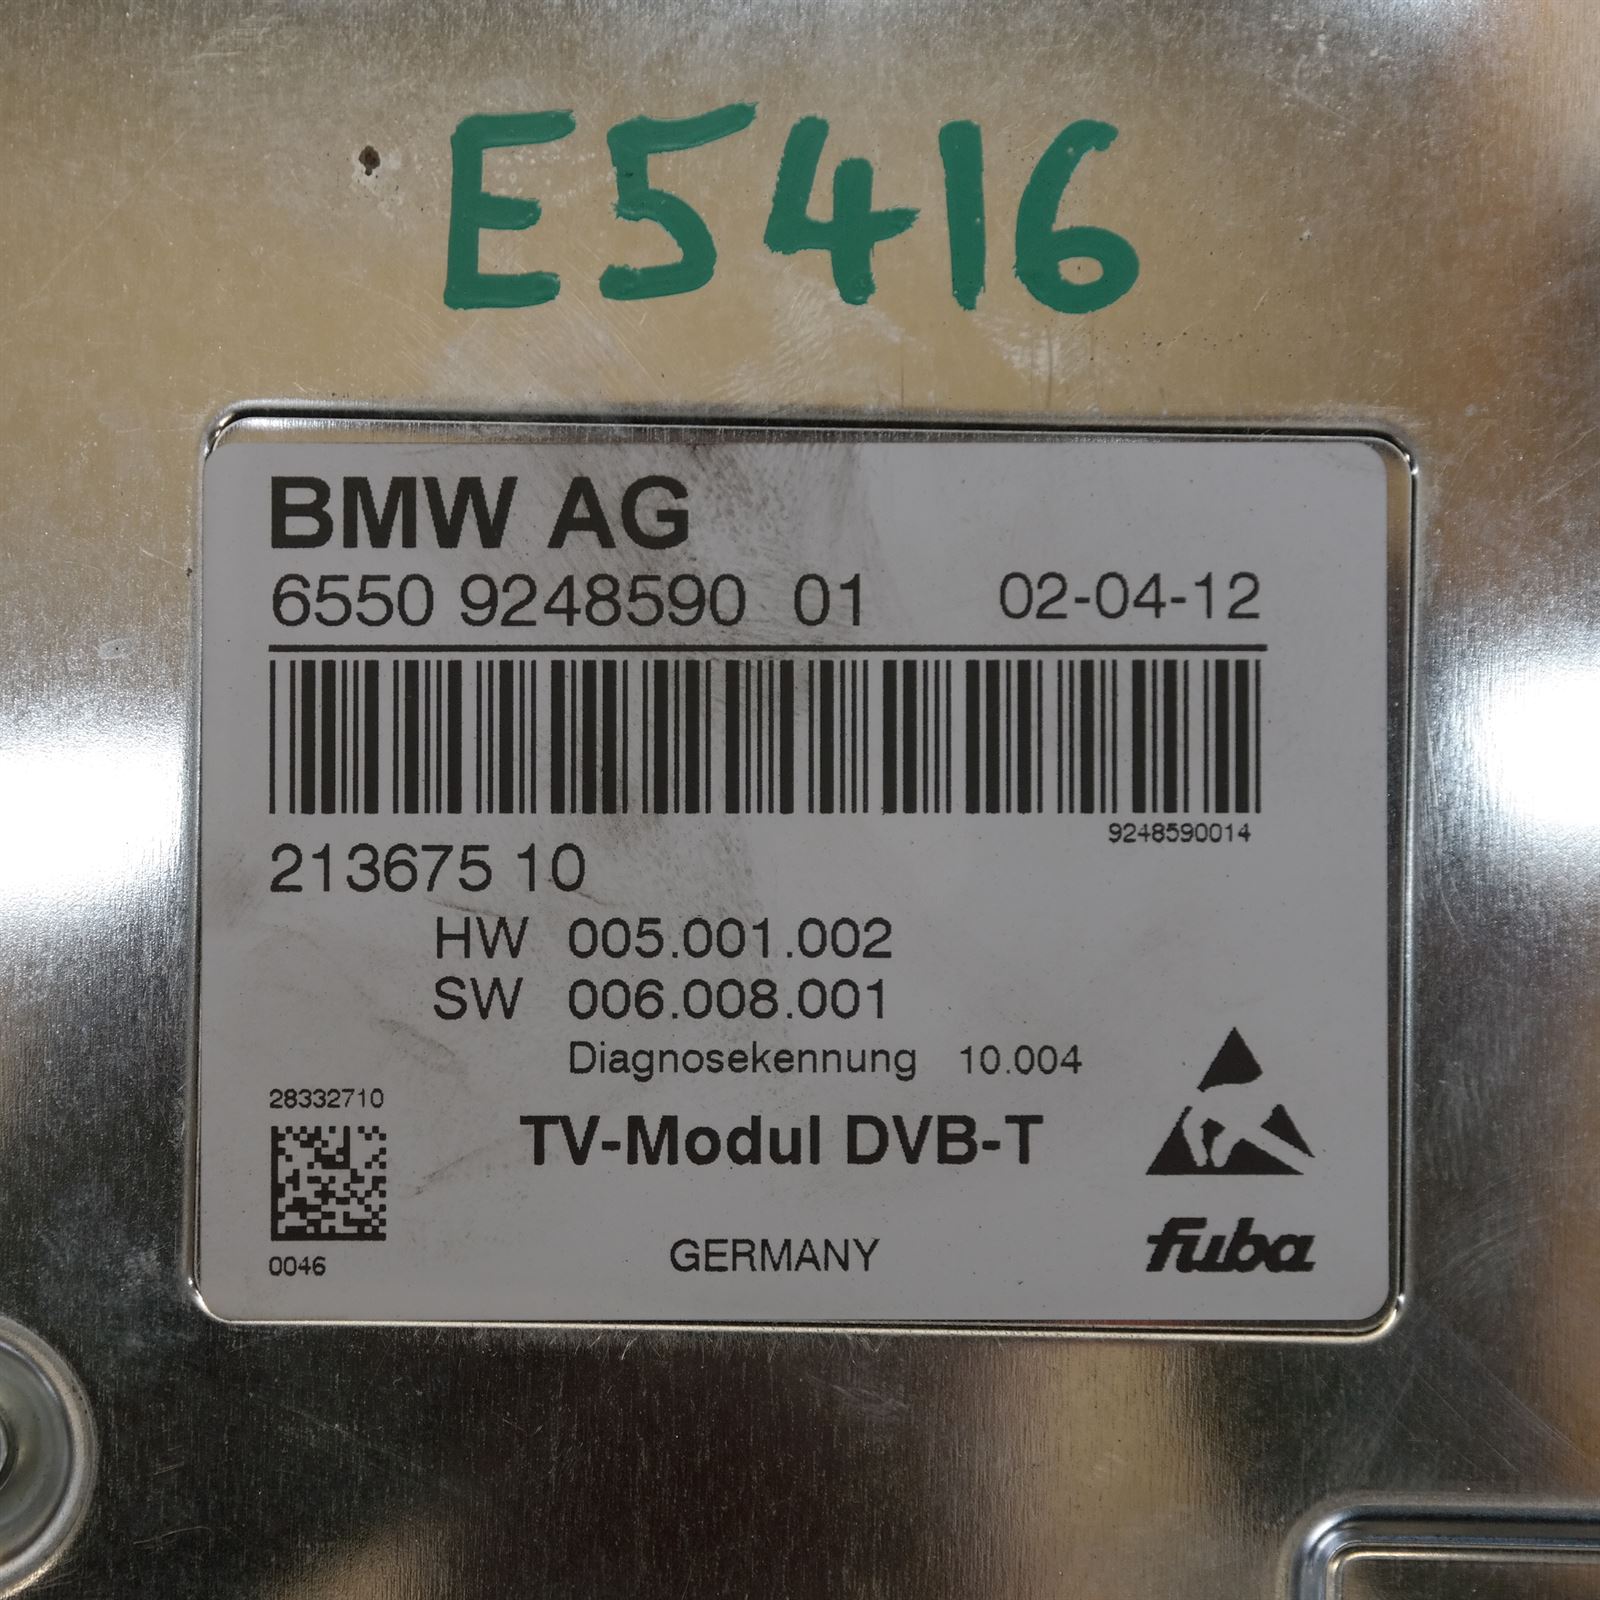 E5416
BMW AG
6550 9248590 01 02-04-12
9248590014
213675 10
HW 005.001.002
SW 006.008.001
Diagnosekennung 10.004
28332710
TV-Modul DVB-T
GERMANY
fuba
0046